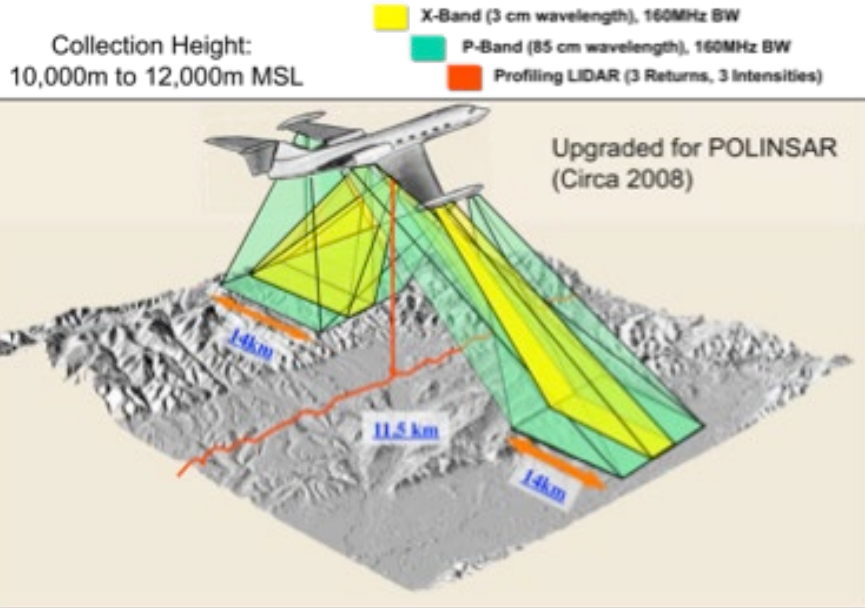 Collection Height:
10,000m to 12,000m MSL
X-Band (3 cm wavelength), 160MHz BW
P-Band (85 cm wavelength), 160MHz BW
Profiling LIDAR (3 Returns, 3 Intensities)
Upgraded for POLINSAR
(Circa 2008)
14km
11.5 km
14km